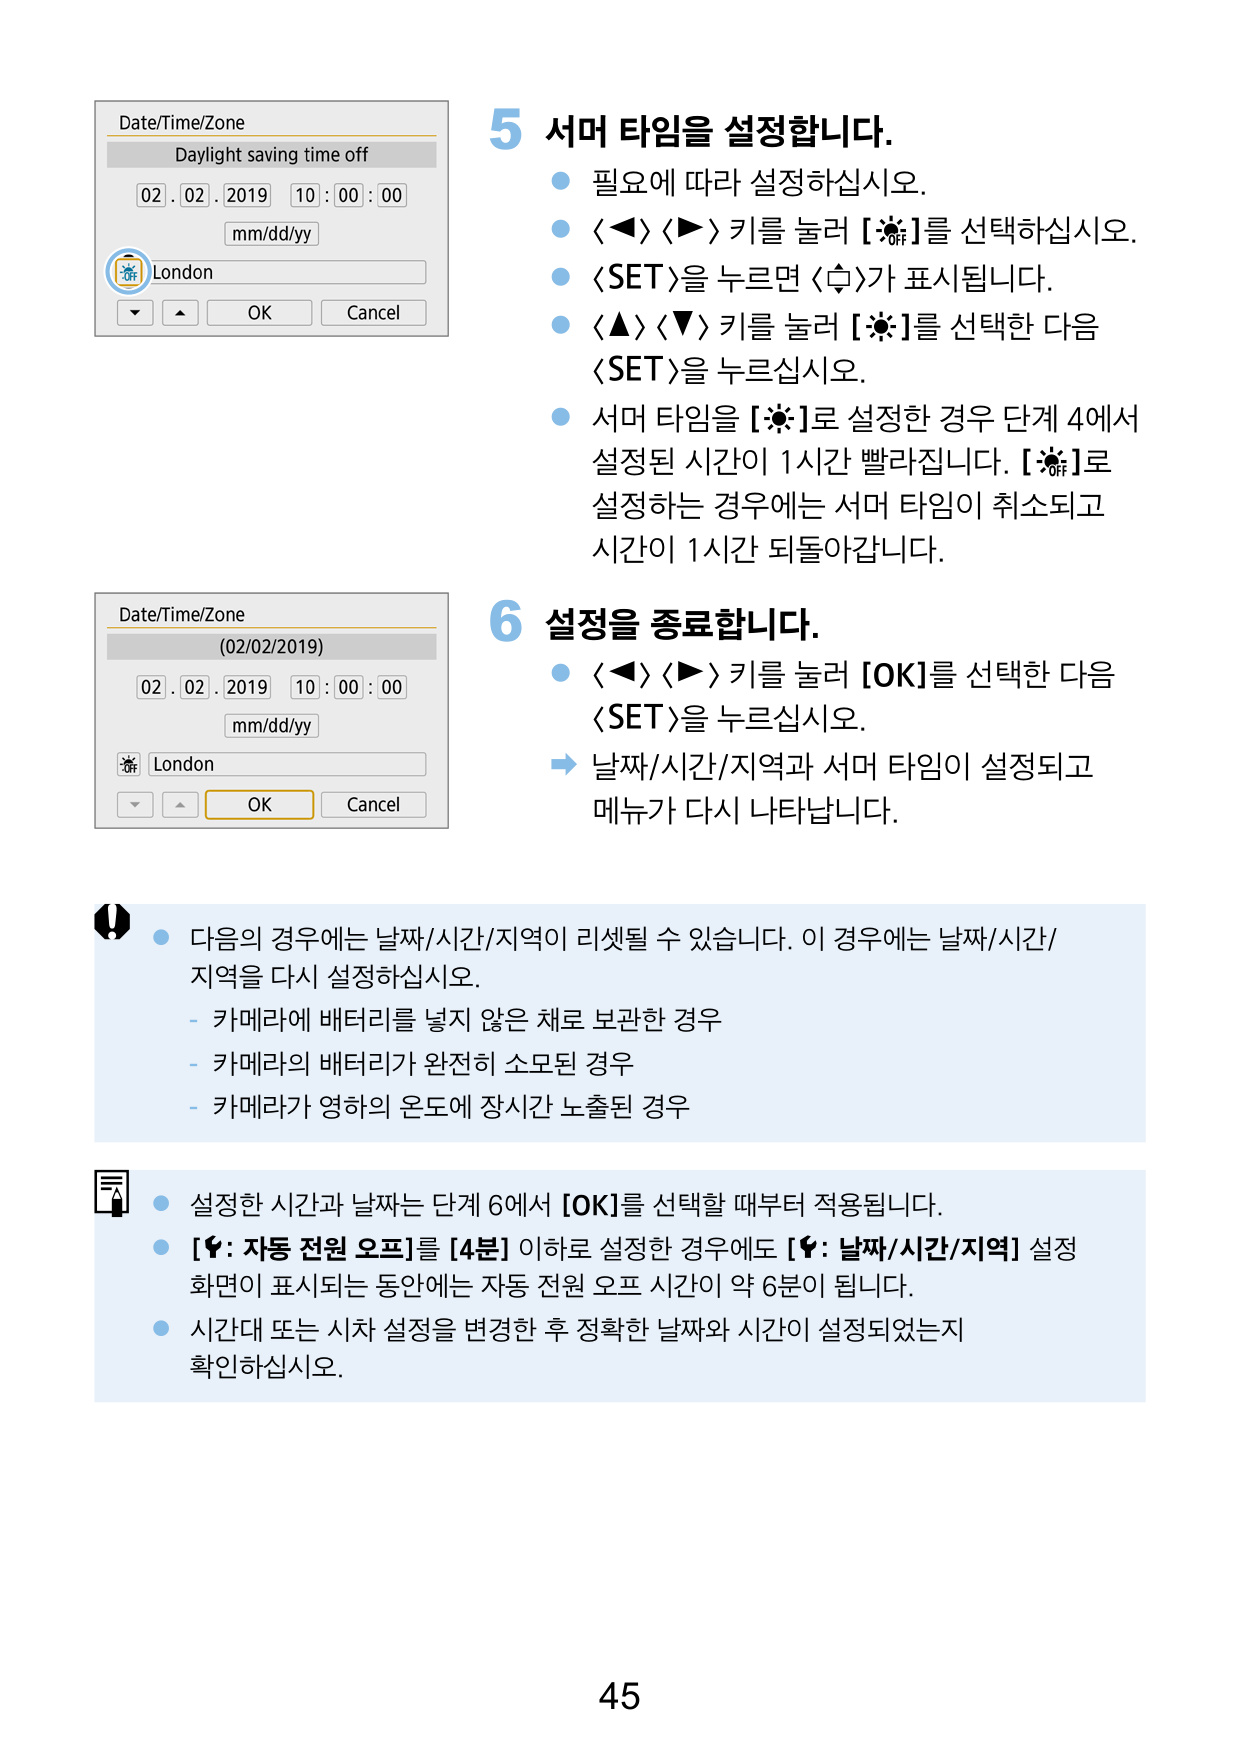 Date/Time/Zone
Daylight saving time off
02 . 02 . 2019 10 : 00 : 00
mm/dd/yy
OFF London
OK Cancel
5 서머 타임을 설정합니다.
● 필요에 따라 설정하십시오.
● 〈◀〉〈▶〉 키를 눌러 [☀OFF]를 선택하십시오.
● 〈SET〉을 누르면 〈〉가 표시됩니다.
● 〈▲〉〈▼〉 키를 눌러 [☀]를 선택한 다음
〈SET〉을 누르십시오.
● 서머 타임을 [☀]로 설정한 경우 단계 4에서
설정된 시간이 1시간 빨라집니다. [☀OFF]로
설정하는 경우에는 서머 타임이 취소되고
시간이 1시간 되돌아갑니다.
Date/Time/Zone
(02/02/2019)
02 . 02 . 2019 10 : 00 : 00
mm/dd/yy
OFF London
OK Cancel
6 설정을 종료합니다.
● 〈◀〉〈▶〉 키를 눌러 [OK]를 선택한 다음
〈SET〉을 누르십시오.
➡ 날짜/시간/지역과 서머 타임이 설정되고
메뉴가 다시 나타납니다.
● 다음의 경우에는 날짜/시간/지역이 리셋될 수 있습니다. 이 경우에는 날짜/시간/
지역을 다시 설정하십시오.
- 카메라에 배터리를 넣지 않은 채로 보관한 경우
- 카메라의 배터리가 완전히 소모된 경우
- 카메라가 영하의 온도에 장시간 노출된 경우
● 설정한 시간과 날짜는 단계 6에서 [OK]를 선택할 때부터 적용됩니다.
● [: 자동 전원 오프]를 [4분] 이하로 설정한 경우에도 [: 날짜/시간/지역] 설정
화면이 표시되는 동안에는 자동 전원 오프 시간이 약 6분이 됩니다.
● 시간대 또는 시차 설정을 변경한 후 정확한 날짜와 시간이 설정되었는지
확인하십시오.
45